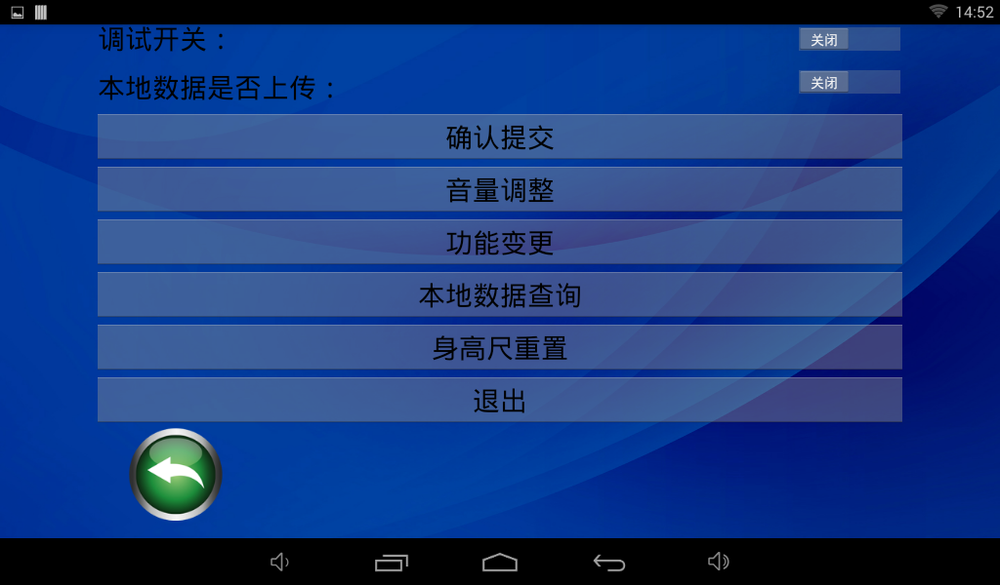 14:52
调试开关：
关闭
本地数据是否上传：
关闭
确认提交
音量调整
功能变更
本地数据查询
身高尺重置
退出